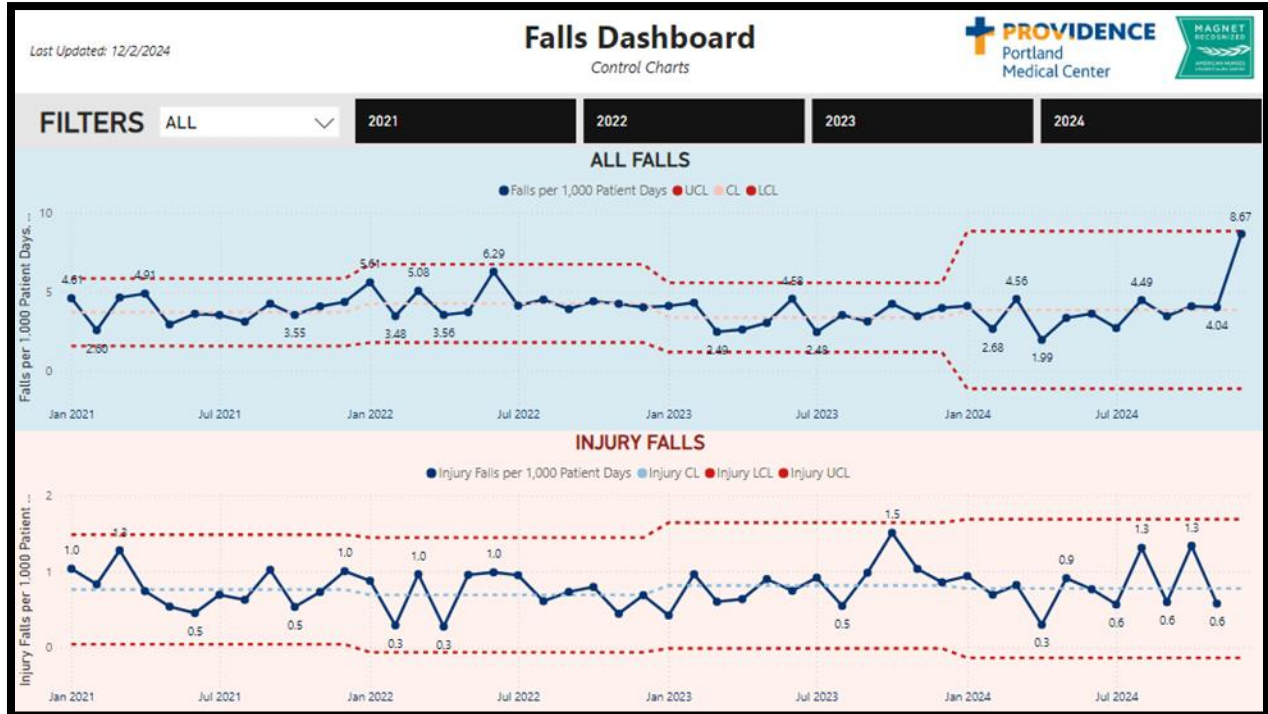 Last Updated: 12/2/2024
Falls Dashboard
Control Charts
PROVIDENCE
Portland
Medical Center
MAGNET
RECOGNIZED
FILTERS ALL
2021 2022 2023 2024
ALL FALLS
Falls per 1,000 Patient Days UCL CL LCL
Falls per 1,000 Patient Days. ..
10
5
0
4.61 2.60 4.91 3.55 5.61 3.48 5.08 3.56 6.29 2.49 4.58 2.48 2.68 4.56 1.99 4.49 4.04 8.67
Jan 2021 Jul 2021 Jan 2022 Jul 2022 Jan 2023 Jul 2023 Jan 2024 Jul 2024
INJURY FALLS
Injury Falls per 1,000 Patient Days Injury CL Injury LCL Injury UCL
Injury Falls per 1,000 Patient ...
2
1
0
1.0 1.3 0.5 0.5 1.0 0.3 1.0 0.3 1.0 0.5 1.5 0.3 0.9 0.6 1.3 0.6 1.3 0.6
Jan 2021 Jul 2021 Jan 2022 Jul 2022 Jan 2023 Jul 2023 Jan 2024 Jul 2024